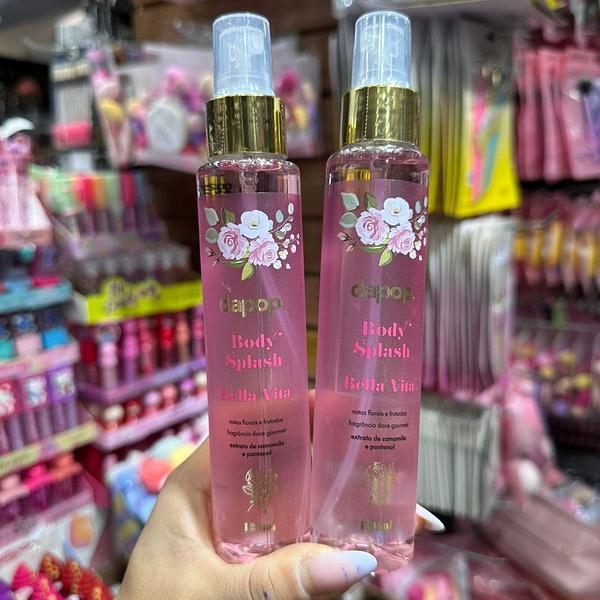 dapop.
Body
Splash
Bella Vita
notas florais e frutadas
fragrância doce gourmet
extrato de camomila
e pantenol
dapop.
Body
Splash
Bella Vita
notas florais e frutadas
fragrância doce gourmet
extrato de camomila
e pantenol